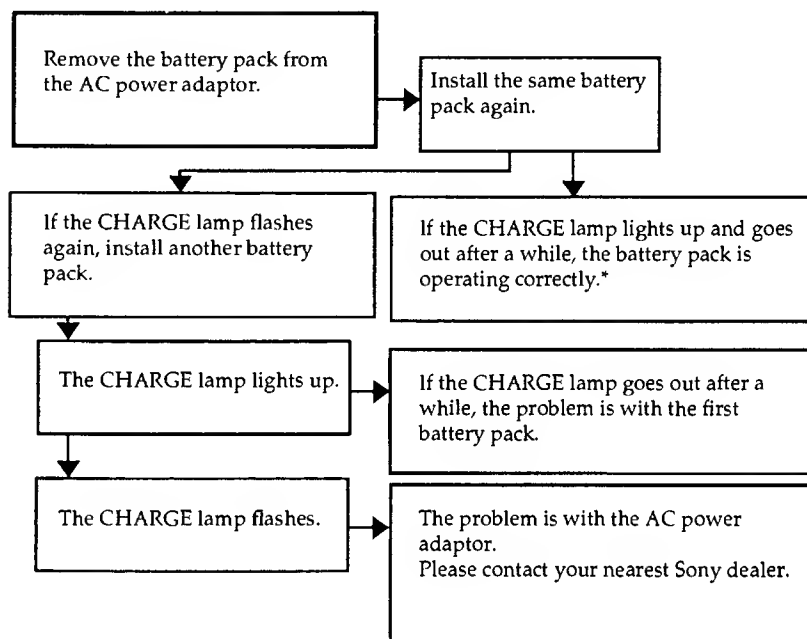 Remove the battery pack from
the AC power adaptor.
Install the same battery
pack again.
If the CHARGE lamp flashes
again, install another battery
pack.
If the CHARGE lamp lights up and goes
out after a while, the battery pack is
operating correctly.*
The CHARGE lamp lights up.
If the CHARGE lamp goes out after a
while, the problem is with the first
battery pack.
The CHARGE lamp flashes.
The problem is with the AC power
adaptor.
Please contact your nearest Sony dealer.